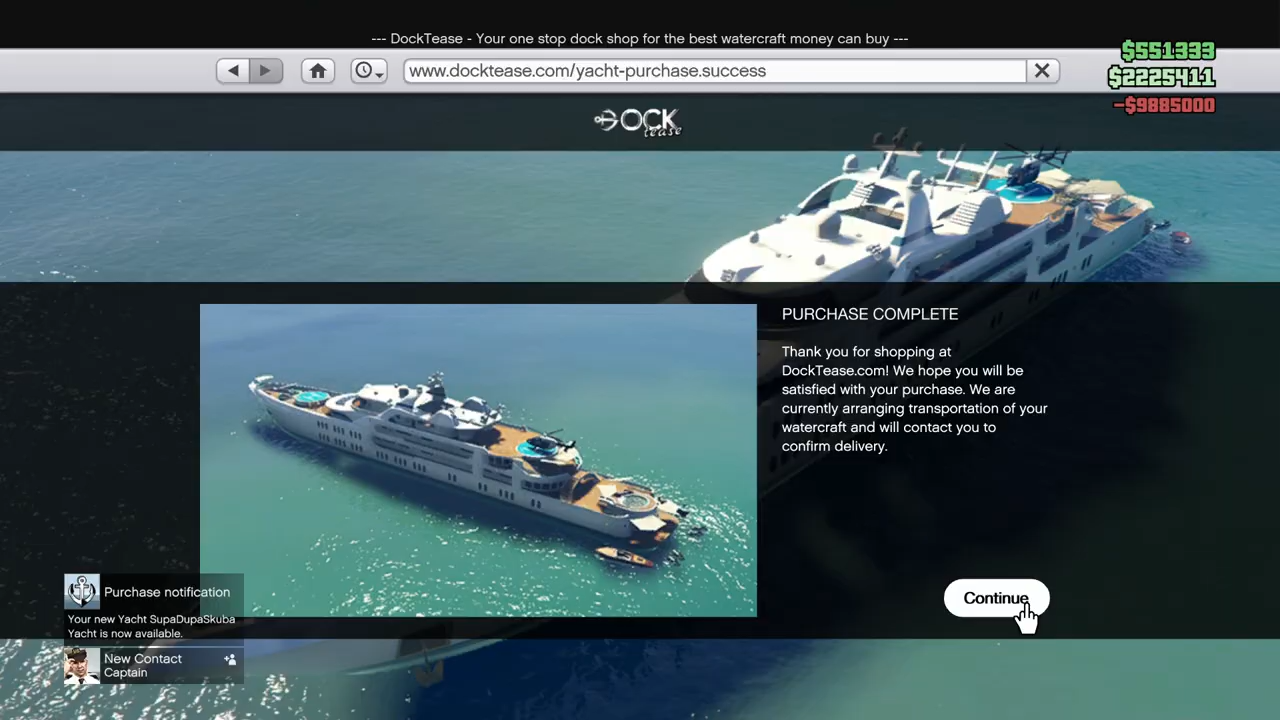 --- DockTease - Your one stop dock shop for the best watercraft money can buy ---
$551333
www.docktease.com/yacht-purchase.success
$2225411
-$9885000
DOCK
tease
PURCHASE COMPLETE
Thank you for shopping at
DockTease.com! We hope you will be
satisfied with your purchase. We are
currently arranging transportation of your
watercraft and will contact you to
confirm delivery.
Continue
Purchase notification
Your new Yacht SupaDupaSkuba
Yacht is now available.
New Contact
Captain